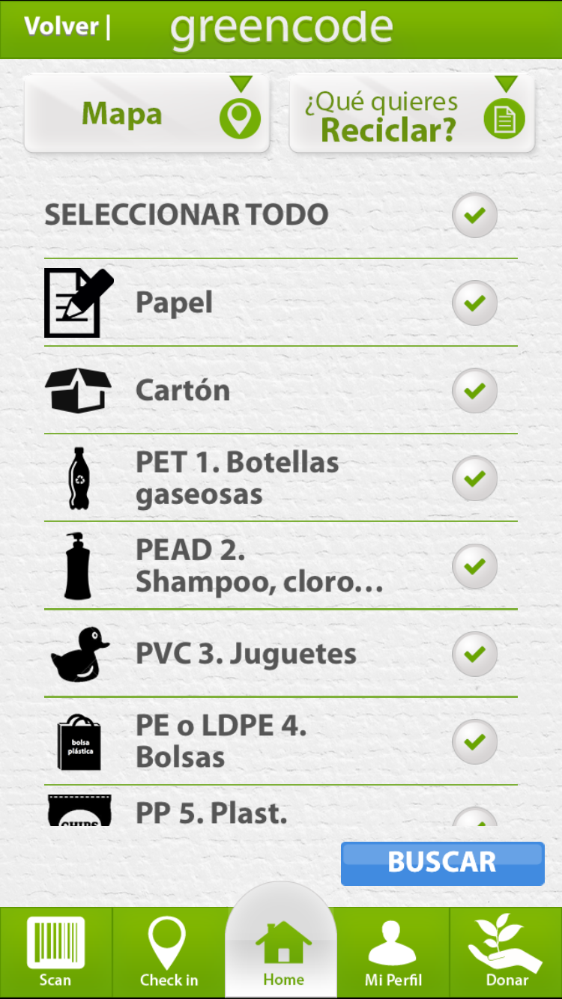 Volver |
greencode
Mapa
¿Qué quieres
Reciclar?
SELECCIONAR TODO
Papel
Cartón
PET 1. Botellas
gaseosas
PEAD 2.
Shampoo, cloro...
PVC 3. Juguetes
bolsa
plástica
PE o LDPE 4.
Bolsas
CHIPS
PP 5. Plast.
BUSCAR
Scan
Check in
Home
Mi Perfil
Donar